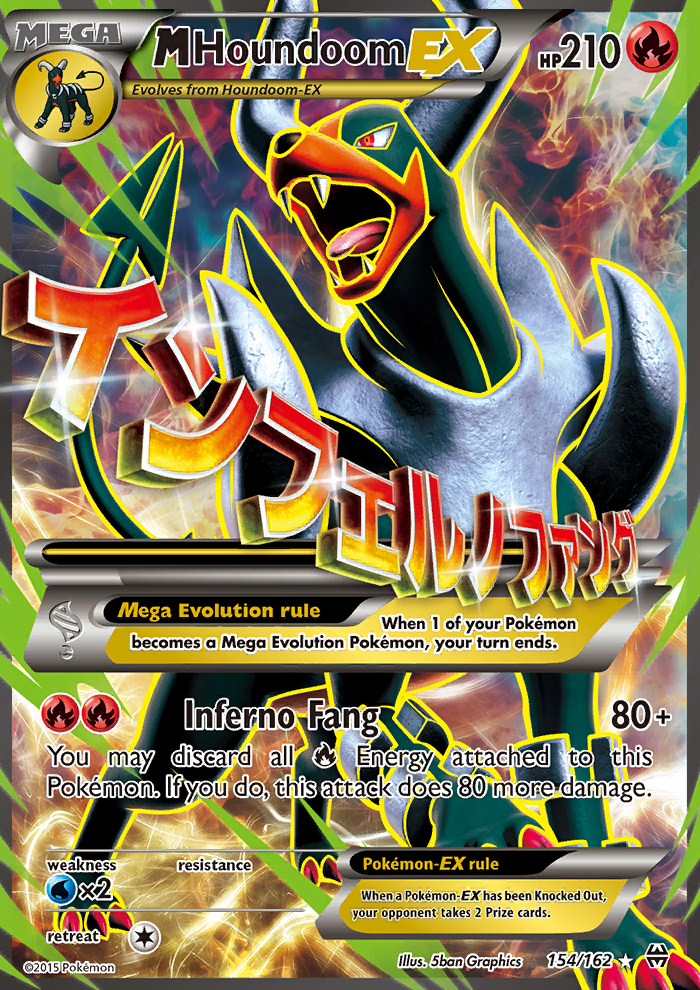 MEGA
MHoundoomEX
HP210
Evolves from Houndoom-EX
インフェルノファング
Mega Evolution rule
When 1 of your Pokémon
becomes a Mega Evolution Pokémon, your turn ends.
Inferno Fang 80+
You may discard all Energy attached to this
Pokémon. If you do, this attack does 80 more damage.
weakness resistance
×2
Pokémon-EX rule
When a Pokémon-EX has been Knocked Out,
your opponent takes 2 Prize cards.
retreat
©2015 Pokémon
Illus. 5ban Graphics 154/162